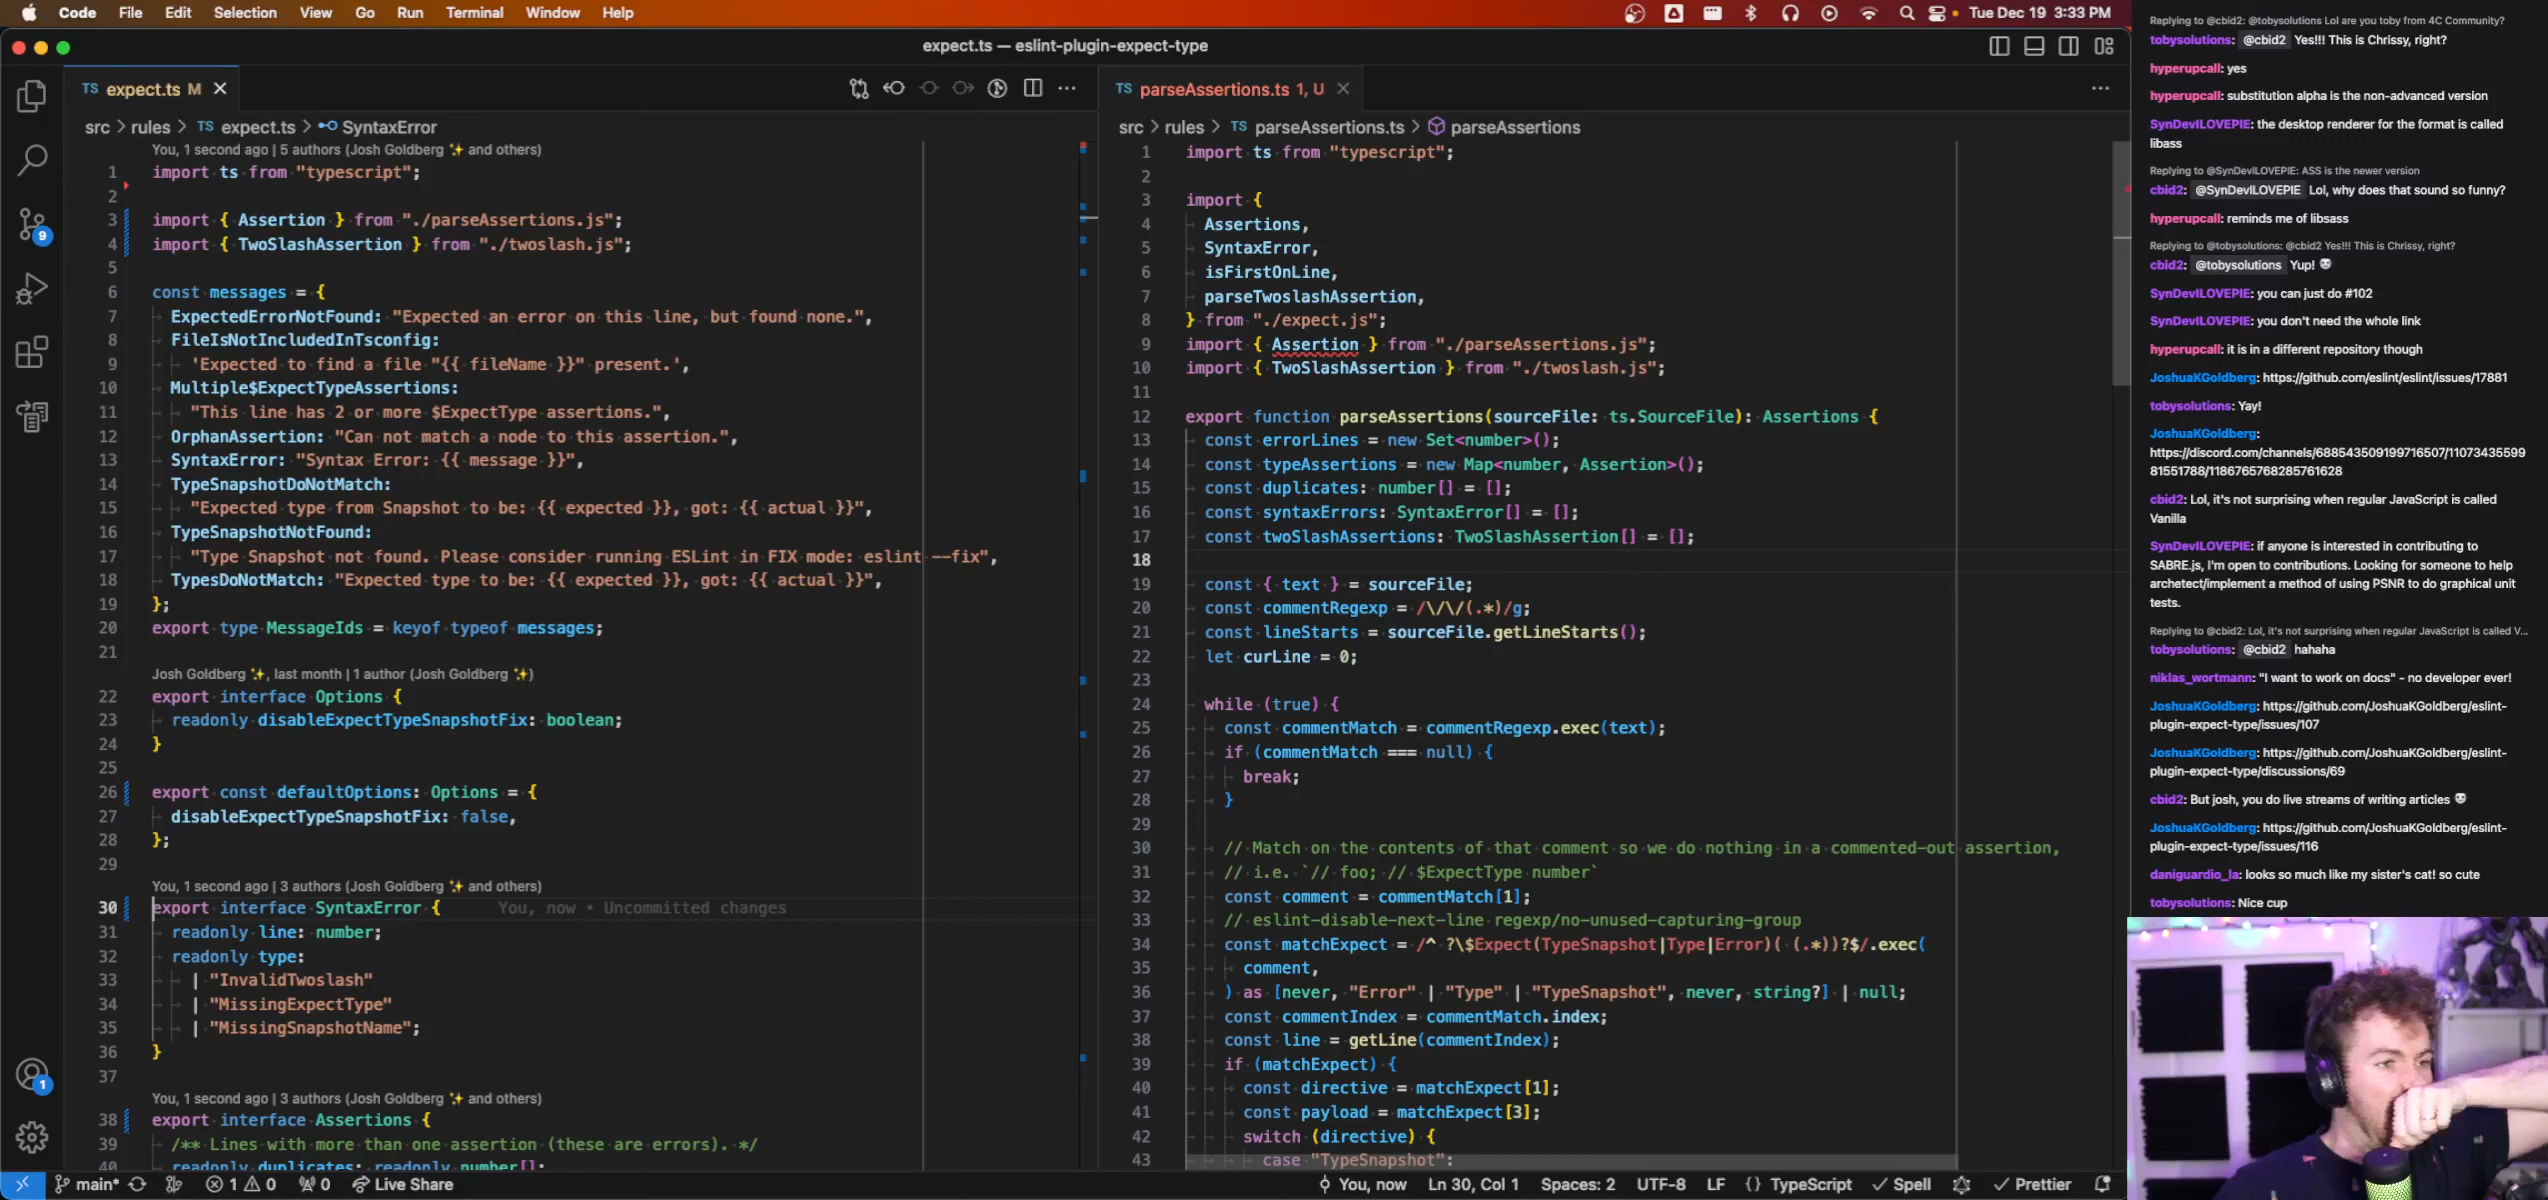 Code File Edit Selection View Go Run Terminal Window Help
Tue Dec 19 3:33 PM
expect.ts — eslint-plugin-expect-type
TS expect.ts M
src > rules > TS expect.ts > SyntaxError
You, 1 second ago | 5 authors (Josh Goldberg ✨ and others)
1 import ts from "typescript";
2
3 import { Assertion } from "./parseAssertions.js";
4 import { TwoSlashAssertion } from "./twoslash.js";
5
6 const messages = {
7 ExpectedErrorNotFound: "Expected an error on this line, but found none.",
8 FileIsNotIncludedInTsconfig:
9 'Expected to find a file "{{ fileName }}" present.',
10 Multiple$ExpectTypeAssertions:
11 "This line has 2 or more $ExpectType assertions.",
12 OrphanAssertion: "Can not match a node to this assertion.",
13 SyntaxError: "Syntax Error: {{ message }}",
14 TypeSnapshotDoNotMatch:
15 "Expected type from Snapshot to be: {{ expected }}, got: {{ actual }}",
16 TypeSnapshotNotFound:
17 "Type Snapshot not found. Please consider running ESLint in FIX mode: eslint --fix",
18 TypesDoNotMatch: "Expected type to be: {{ expected }}, got: {{ actual }}",
19 };
20 export type MessageIds = keyof typeof messages;
21
Josh Goldberg ✨, last month | 1 author (Josh Goldberg ✨)
22 export interface Options {
23 readonly disableExpectTypeSnapshotFix: boolean;
24 }
25
26 export const defaultOptions: Options = {
27 disableExpectTypeSnapshotFix: false,
28 };
29
You, 1 second ago | 3 authors (Josh Goldberg ✨ and others)
30 export interface SyntaxError { You, now • Uncommitted changes
31 readonly line: number;
32 readonly type:
33 | "InvalidTwoslash"
34 | "MissingExpectType"
35 | "MissingSnapshotName";
36 }
37
You, 1 second ago | 3 authors (Josh Goldberg ✨ and others)
38 export interface Assertions {
39 /** Lines with more than one assertion (these are errors). */
40 readonly duplicates: readonly number[];
TS parseAssertions.ts 1, U
src > rules > TS parseAssertions.ts > parseAssertions
1 import ts from "typescript";
2
3 import {
4 Assertions,
5 SyntaxError,
6 isFirstOnLine,
7 parseTwoslashAssertion,
8 } from "./expect.js";
9 import { Assertion } from "./parseAssertions.js";
10 import { TwoSlashAssertion } from "./twoslash.js";
11
12 export function parseAssertions(sourceFile: ts.SourceFile): Assertions {
13 const errorLines = new Set<number>();
14 const typeAssertions = new Map<number, Assertion>();
15 const duplicates: number[] = [];
16 const syntaxErrors: SyntaxError[] = [];
17 const twoSlashAssertions: TwoSlashAssertion[] = [];
18
19 const { text } = sourceFile;
20 const commentRegexp = /\/\/(.*)/g;
21 const lineStarts = sourceFile.getLineStarts();
22 let curLine = 0;
23
24 while (true) {
25 const commentMatch = commentRegexp.exec(text);
26 if (commentMatch === null) {
27 break;
28 }
29
30 // Match on the contents of that comment so we do nothing in a commented-out assertion,
31 // i.e. `// foo; // $ExpectType number`
32 const comment = commentMatch[1];
33 // eslint-disable-next-line regexp/no-unused-capturing-group
34 const matchExpect = /^ ?\$Expect(TypeSnapshot|Type|Error)( (.*))?$/.exec(
35 comment,
36 ) as [never, "Error" | "Type" | "TypeSnapshot", never, string?] | null;
37 const commentIndex = commentMatch.index;
38 const line = getLine(commentIndex);
39 if (matchExpect) {
40 const directive = matchExpect[1];
41 const payload = matchExpect[3];
42 switch (directive) {
43 case "TypeSnapshot":
Replying to @cbid2: @tobysolutions Lol are you toby from 4C Community?
tobysolutions: @cbid2 Yes!!! This is Chrissy, right?
hyperupcall: yes
hyperupcall: substitution alpha is the non-advanced version
SynDevILOVEPIE: the desktop renderer for the format is called
libass
Replying to @SynDevILOVEPIE: ASS is the newer version
cbid2: @SynDevILOVEPIE Lol, why does that sound so funny?
hyperupcall: reminds me of libsass
Replying to @tobysolutions: @cbid2 Yes!!! This is Chrissy, right?
cbid2: @tobysolutions Yup!
SynDevILOVEPIE: you can just do #102
SynDevILOVEPIE: you don't need the whole link
hyperupcall: it is in a different repository though
JoshuaKGoldberg: https://github.com/eslint/eslint/issues/17881
tobysolutions: Yay!
JoshuaKGoldberg:
https://discord.com/channels/688543509199716507/11073435599
81551788/1186765768285761628
cbid2: Lol, it's not surprising when regular JavaScript is called
Vanilla
SynDevILOVEPIE: if anyone is interested in contributing to
SABRE.js, I'm open to contributions. Looking for someone to help
archetect/implement a method of using PSNR to do graphical unit
tests.
Replying to @cbid2: Lol, it's not surprising when regular JavaScript is called V...
tobysolutions: @cbid2 hahaha
niklas_wortmann: "I want to work on docs" - no developer ever!
JoshuaKGoldberg: https://github.com/JoshuaKGoldberg/eslint-
plugin-expect-type/issues/107
JoshuaKGoldberg: https://github.com/JoshuaKGoldberg/eslint-
plugin-expect-type/discussions/69
cbid2: But josh, you do live streams of writing articles
JoshuaKGoldberg: https://github.com/JoshuaKGoldberg/eslint-
plugin-expect-type/issues/116
daniguardio_la: looks so much like my sister's cat! so cute
tobysolutions: Nice cup
9
1
main* 1 0 0 Live Share
You, now Ln 30, Col 1 Spaces: 2 UTF-8 LF {} TypeScript Spell Prettier